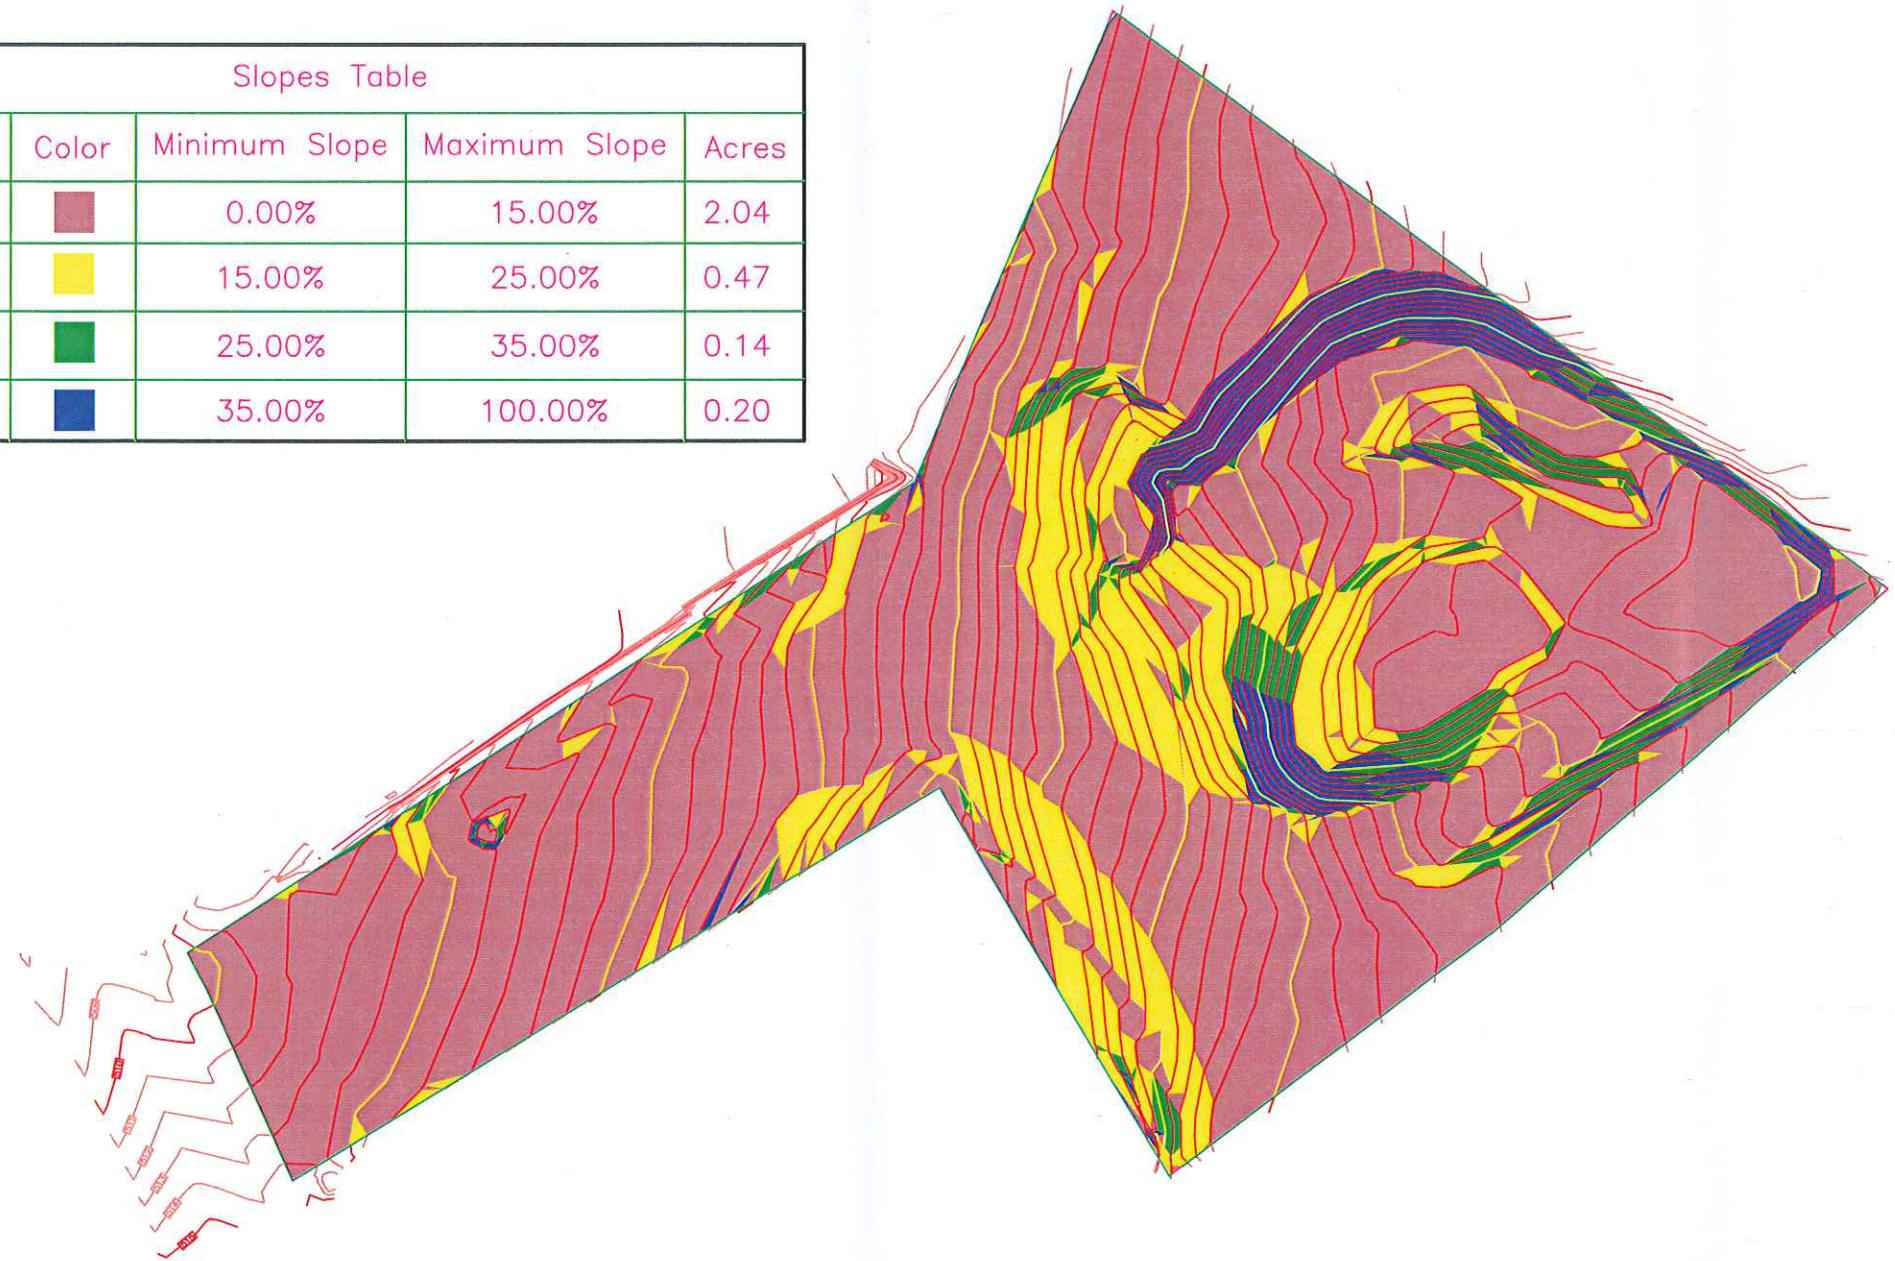 Slopes Table
Color Minimum Slope Maximum Slope Acres
0.00% 15.00% 2.04
15.00% 25.00% 0.47
25.00% 35.00% 0.14
35.00% 100.00% 0.20